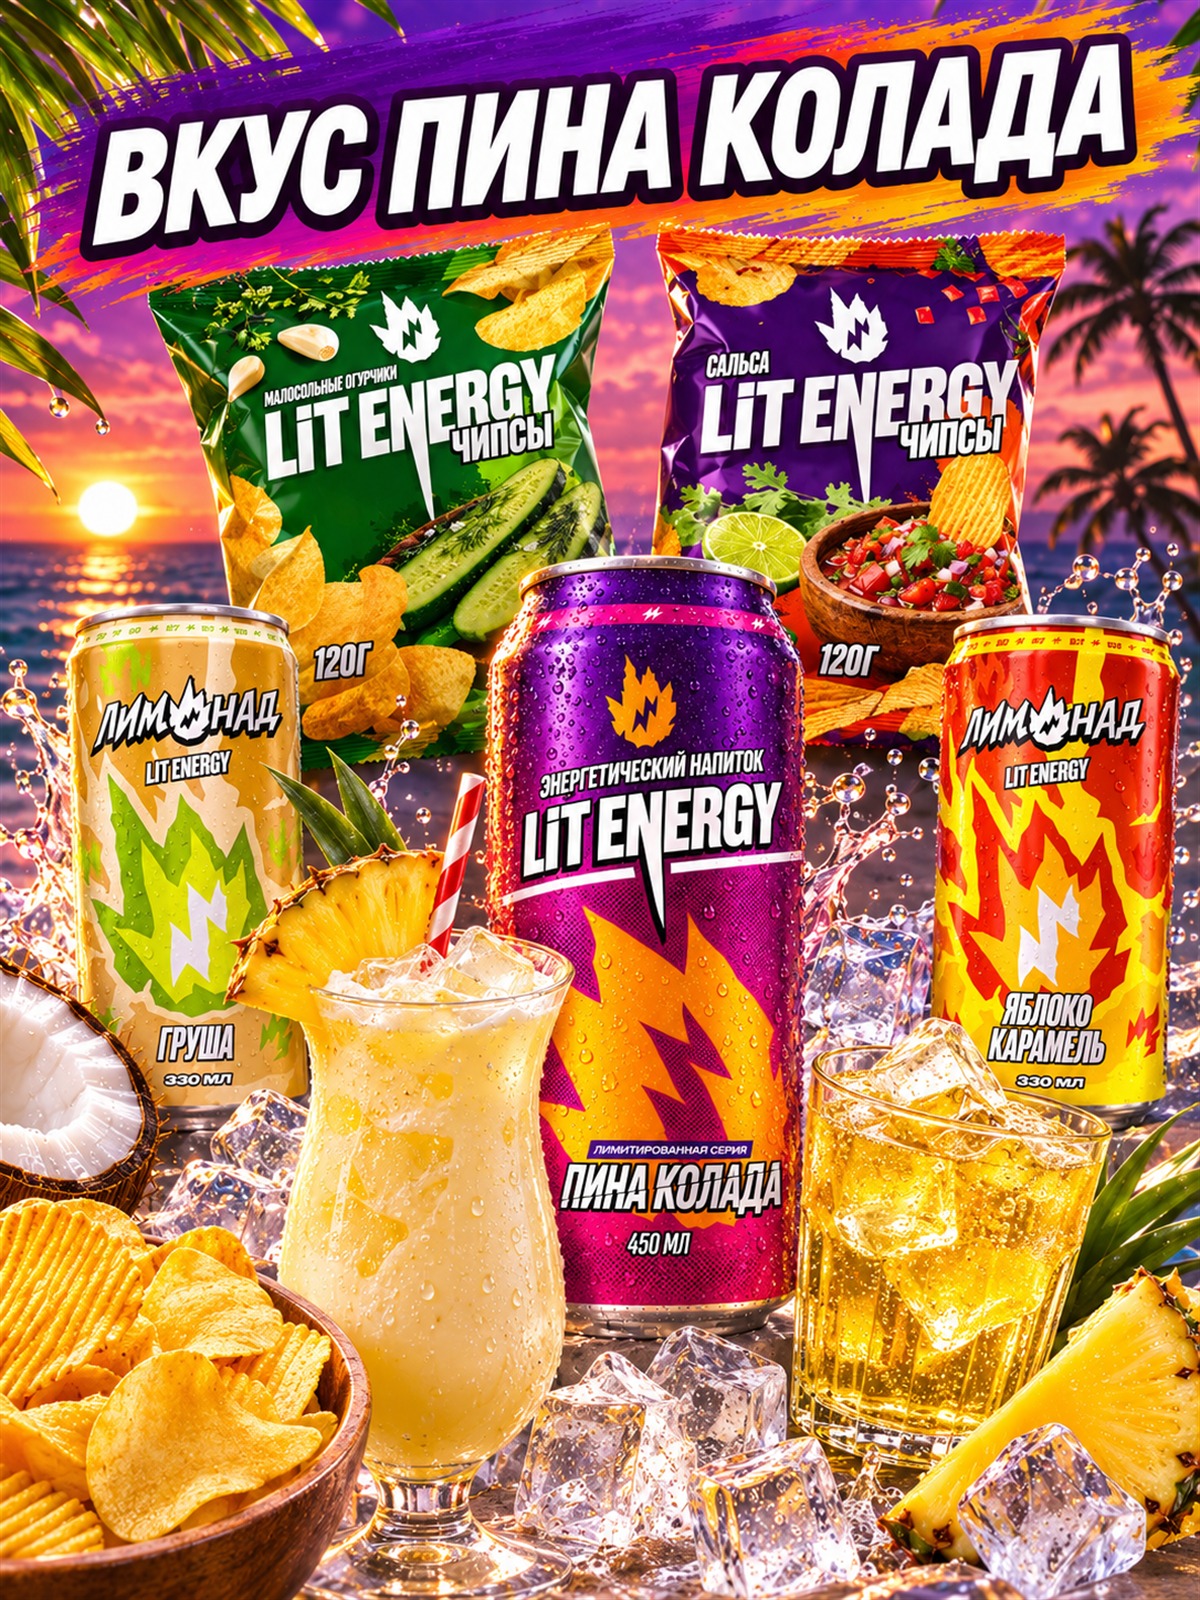 ВКУС ПИНА КОЛАДА
МАЛОСОЛЬНЫЕ ОГУРЧИКИ
LiT ENERGY
ЧИПСЫ
120Г
САЛЬСА
LiT ENERGY
ЧИПСЫ
120Г
ЛИМОНАД
LIT ENERGY
ГРУША
330 МЛ
ЭНЕРГЕТИЧЕСКИЙ НАПИТОК
LiT ENERGY
ЛИМИТИРОВАННАЯ СЕРИЯ
ПИНА КОЛАДА
450 МЛ
ЛИМОНАД
LIT ENERGY
ЯБЛОКО
КАРАМЕЛЬ
330 МЛ